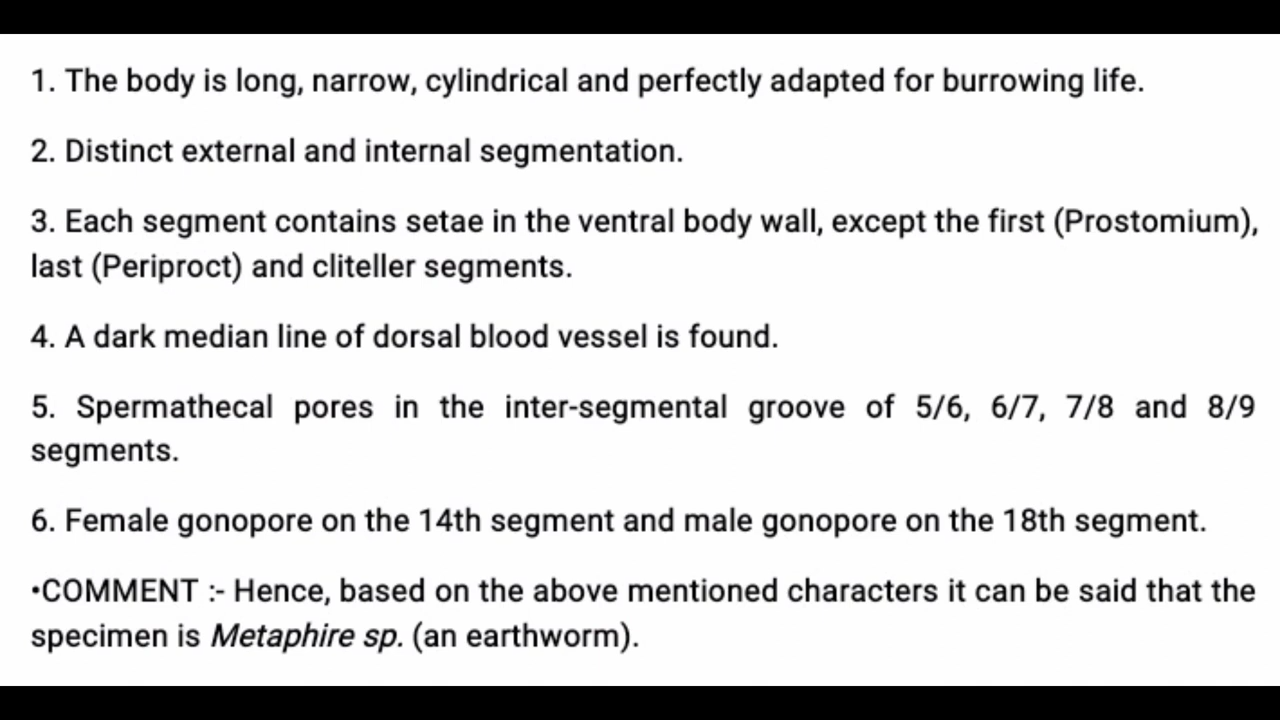 1. The body is long, narrow, cylindrical and perfectly adapted for burrowing life.
2. Distinct external and internal segmentation.
3. Each segment contains setae in the ventral body wall, except the first (Prostomium),
last (Periproct) and cliteller segments.
4. A dark median line of dorsal blood vessel is found.
5. Spermathecal pores in the inter-segmental groove of 5/6, 6/7, 7/8 and 8/9
segments.
6. Female gonopore on the 14th segment and male gonopore on the 18th segment.
•COMMENT :- Hence, based on the above mentioned characters it can be said that the
specimen is Metaphire sp. (an earthworm).